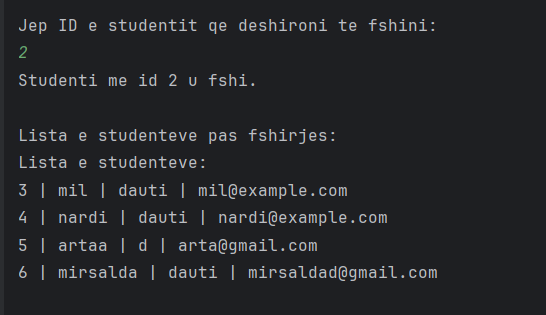 Jep ID e studentit qe deshironi te fshini:
2
Studenti me id 2 u fshi.
Lista e studenteve pas fshirjes:
Lista e studenteve:
3 | mil | dauti | mil@example.com
4 | nardi | dauti | nardi@example.com
5 | artaa | d | arta@gmail.com
6 | mirsalda | dauti | mirsaldad@gmail.com